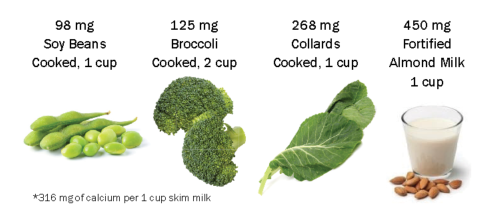 98 mg
Soy Beans
Cooked, 1 cup
125 mg
Broccoli
Cooked, 2 cup
268 mg
Collards
Cooked, 1 cup
450 mg
Fortified
Almond Milk
1 cup
*316 mg of calcium per 1 cup skim milk